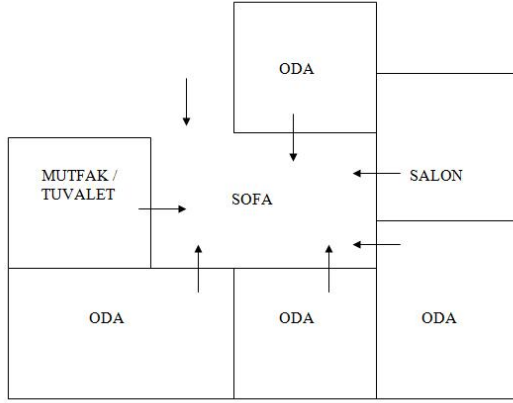 ODA
MUTFAK /
TUVALET
SALON
SOFA
ODA
ODA
ODA